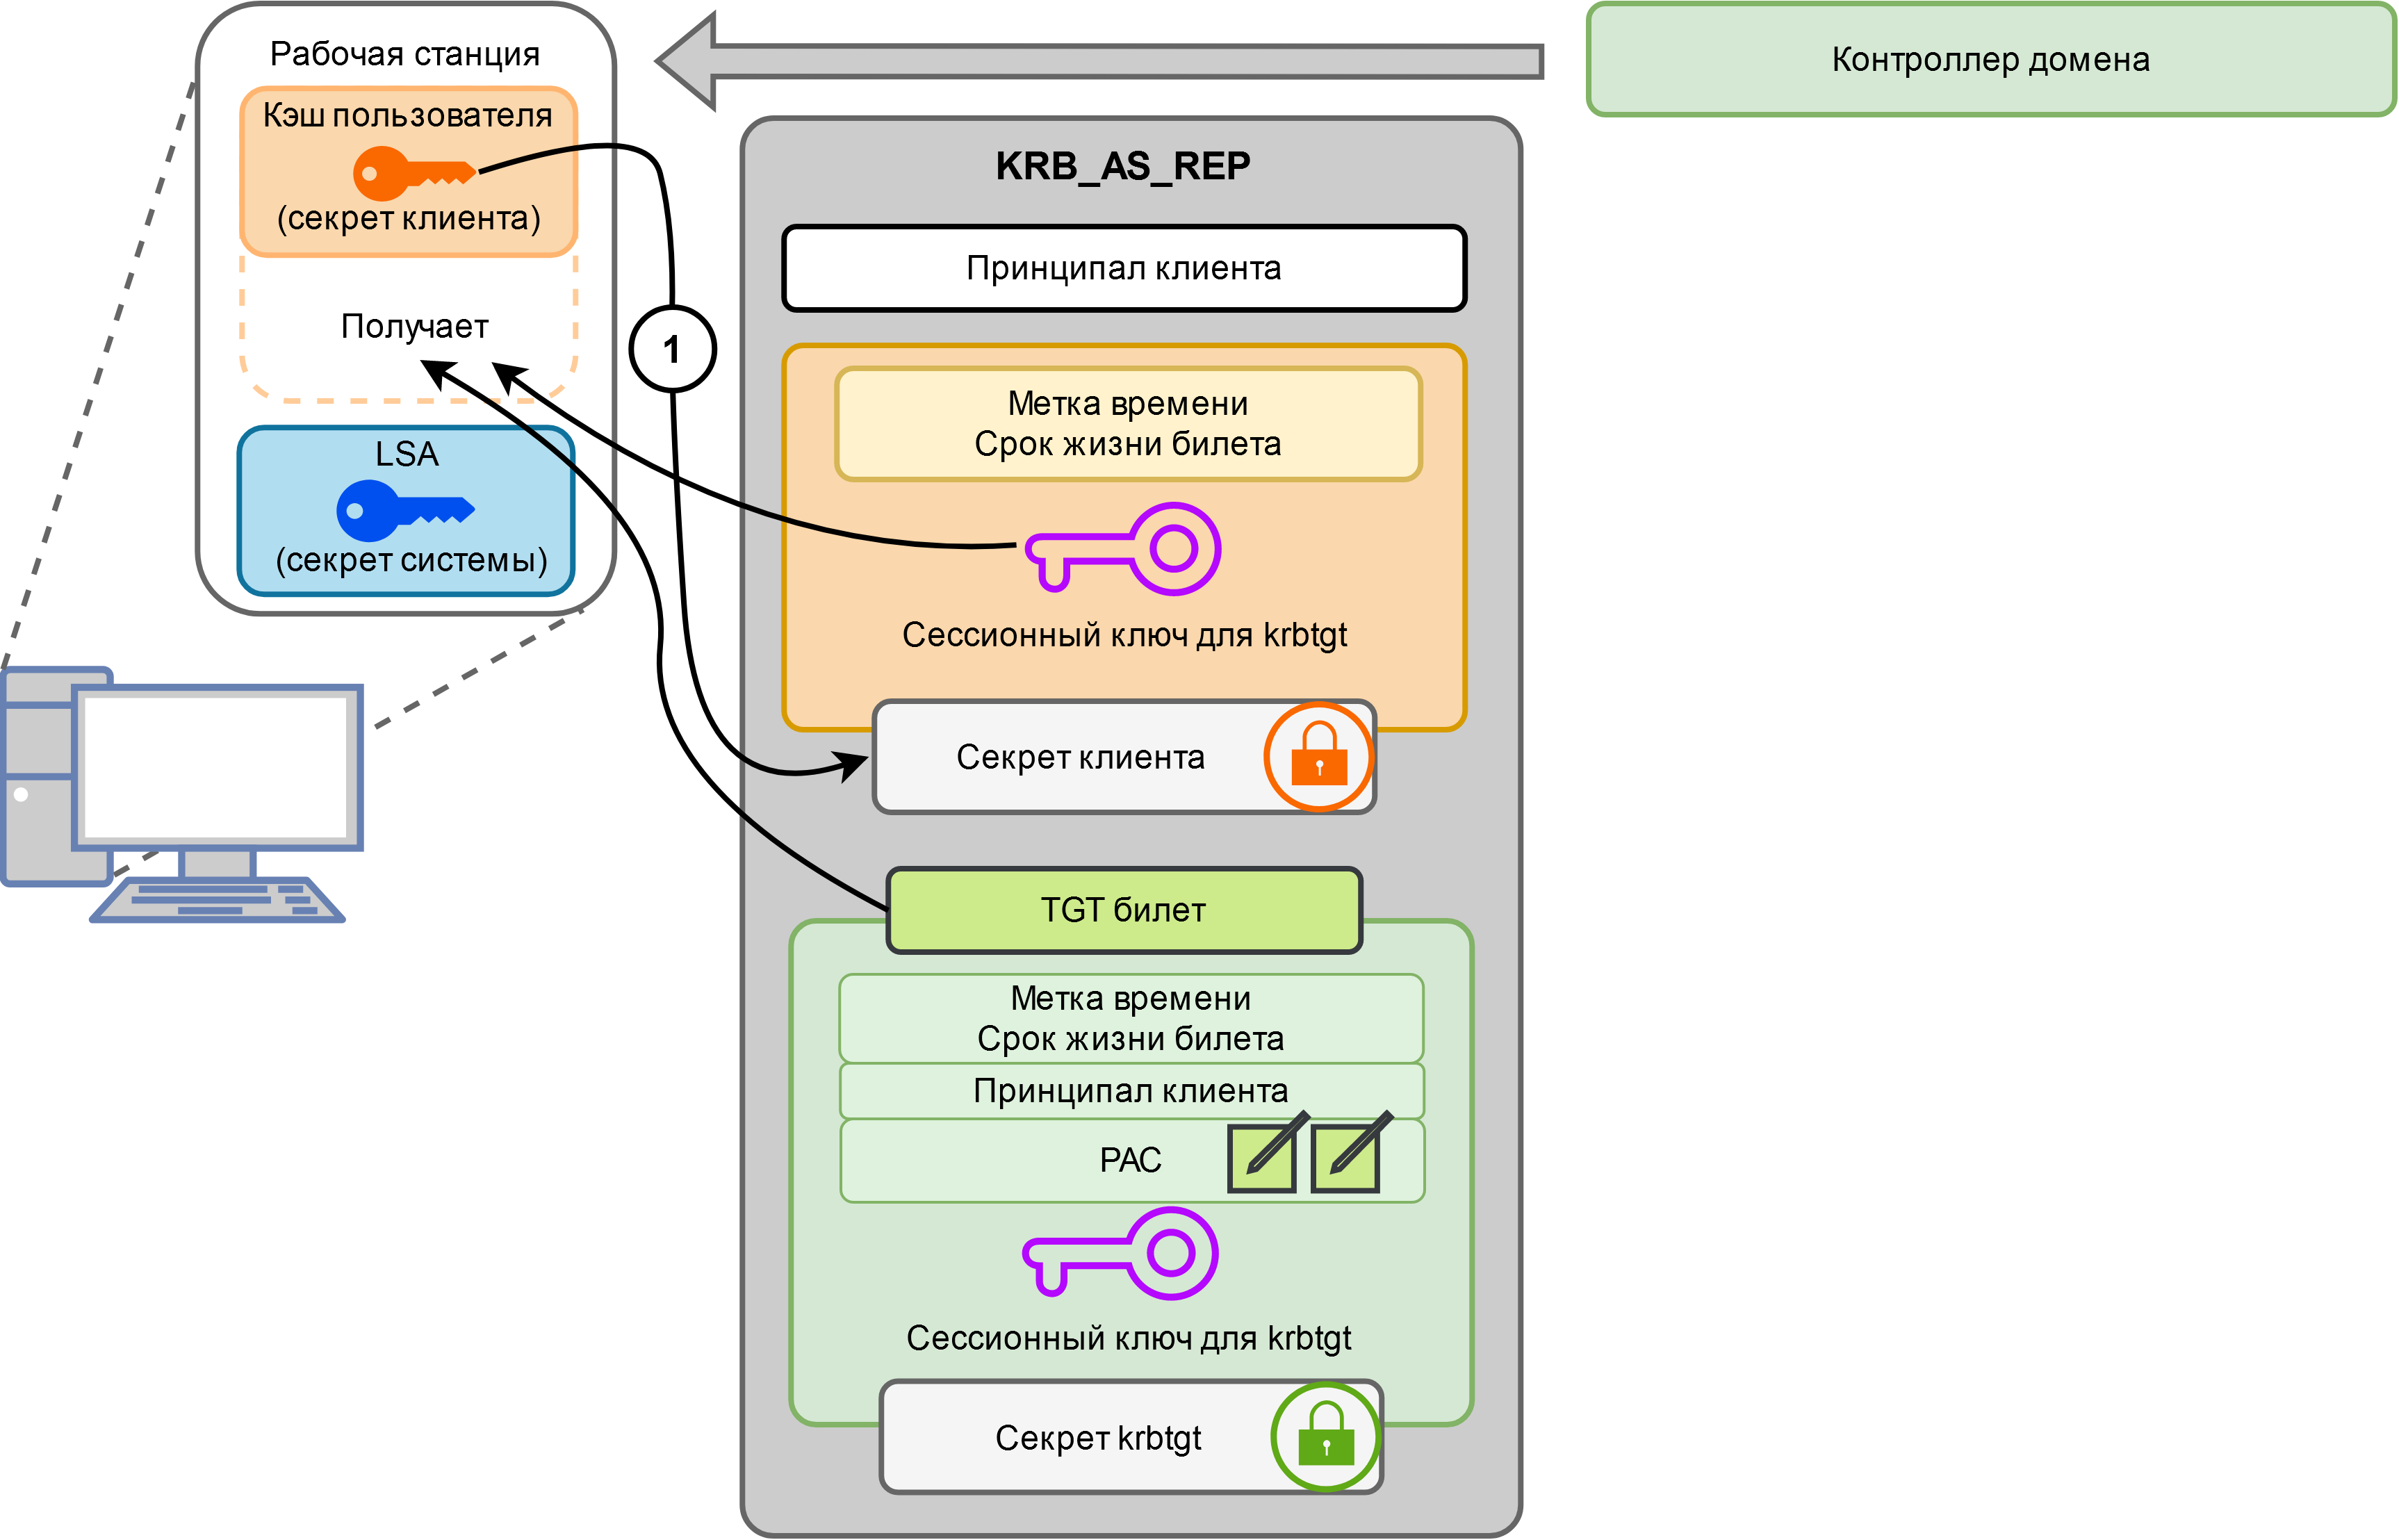 Рабочая станция
Кэш пользователя
(секрет клиента)
Получает
LSA
(секрет системы)
1
Контроллер домена
KRB_AS_REP
Принципал клиента
Метка времени
Срок жизни билета
Сессионный ключ для krbtgt
Секрет клиента
TGT билет
Метка времени
Срок жизни билета
Принципал клиента
PAC
Сессионный ключ для krbtgt
Секрет krbtgt